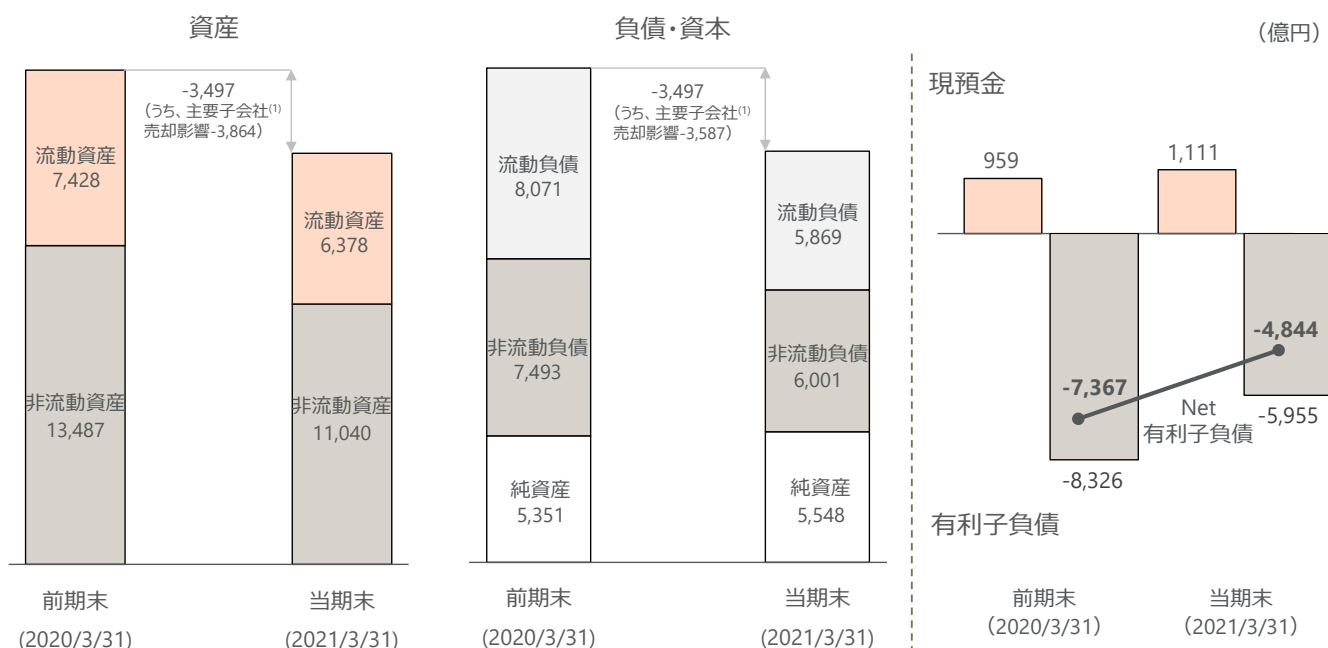 資産
-3,497
（うち、主要子会社(1)
売却影響-3,864）
流動資産
7,428
非流動資産
13,487
流動資産
6,378
非流動資産
11,040
前期末
(2020/3/31)
当期末
(2021/3/31)
負債・資本
-3,497
（うち、主要子会社(1)
売却影響-3,587）
流動負債
8,071
非流動負債
7,493
純資産
5,351
流動負債
5,869
非流動負債
6,001
純資産
5,548
前期末
(2020/3/31)
当期末
(2021/3/31)
（億円）
現預金
959
1,111
-7,367
-4,844
Net
有利子負債
-8,326
-5,955
有利子負債
前期末
（2020/3/31）
当期末
（2021/3/31）